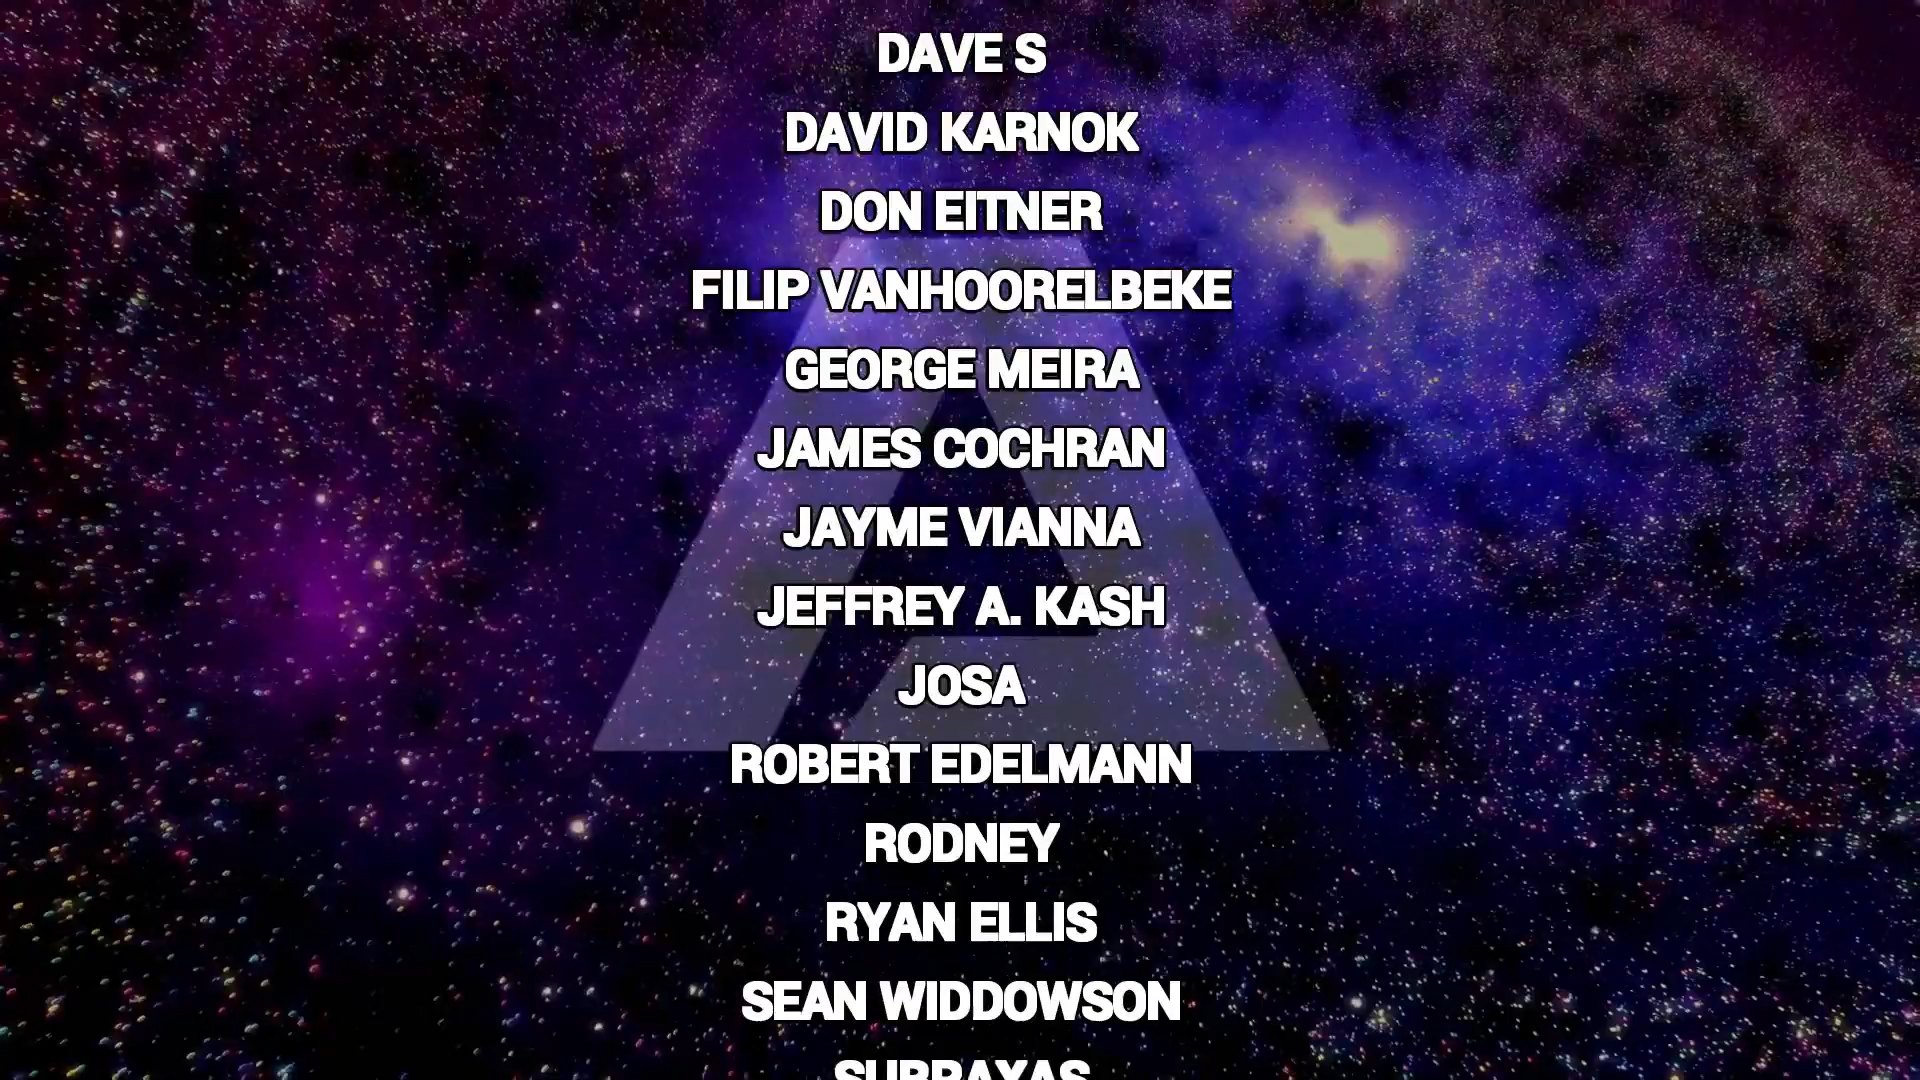 DAVE S
DAVID KARNOK
DON EITNER
FILIP VANHOORELBEKE
GEORGE MEIRA
JAMES COCHRAN
JAYME VIANNA
JEFFREY A. KASH
JOSA
ROBERT EDELMANN
RODNEY
RYAN ELLIS
SEAN WIDDOWSON